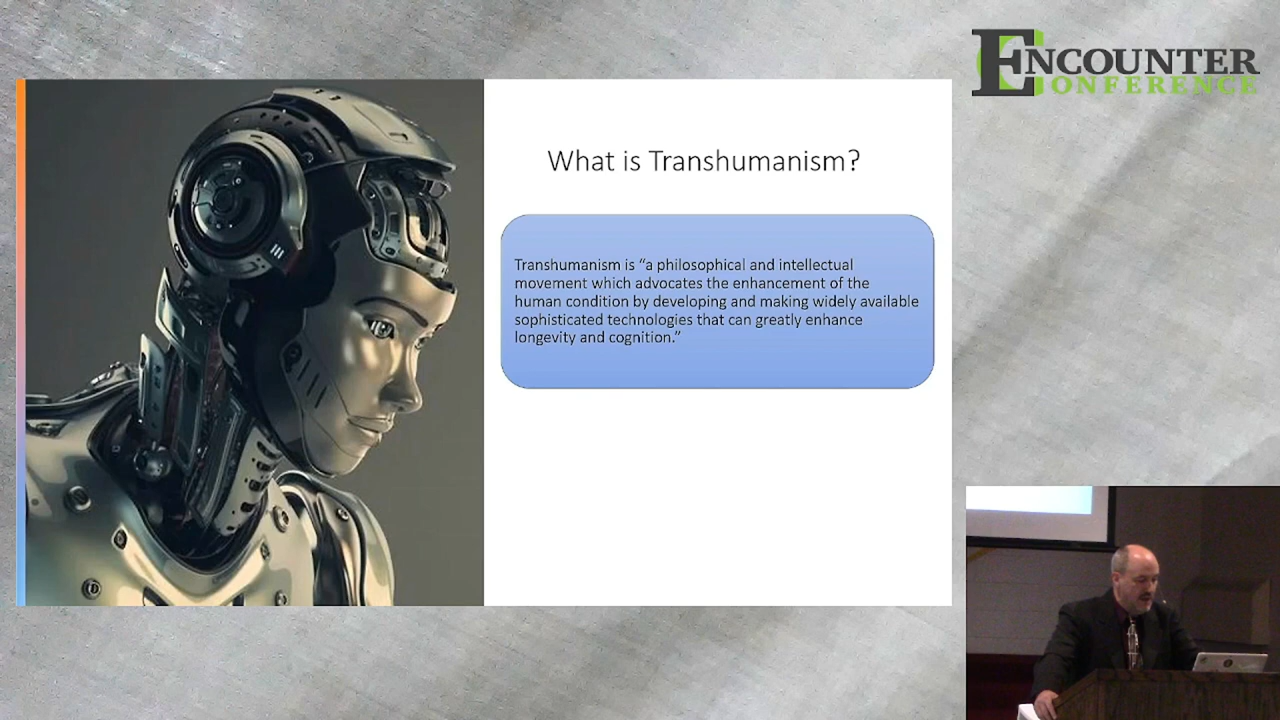 ENCOUNTER
CONFERENCE
What is Transhumanism?
Transhumanism is “a philosophical and intellectual
movement which advocates the enhancement of the
human condition by developing and making widely available
sophisticated technologies that can greatly enhance
longevity and cognition.”